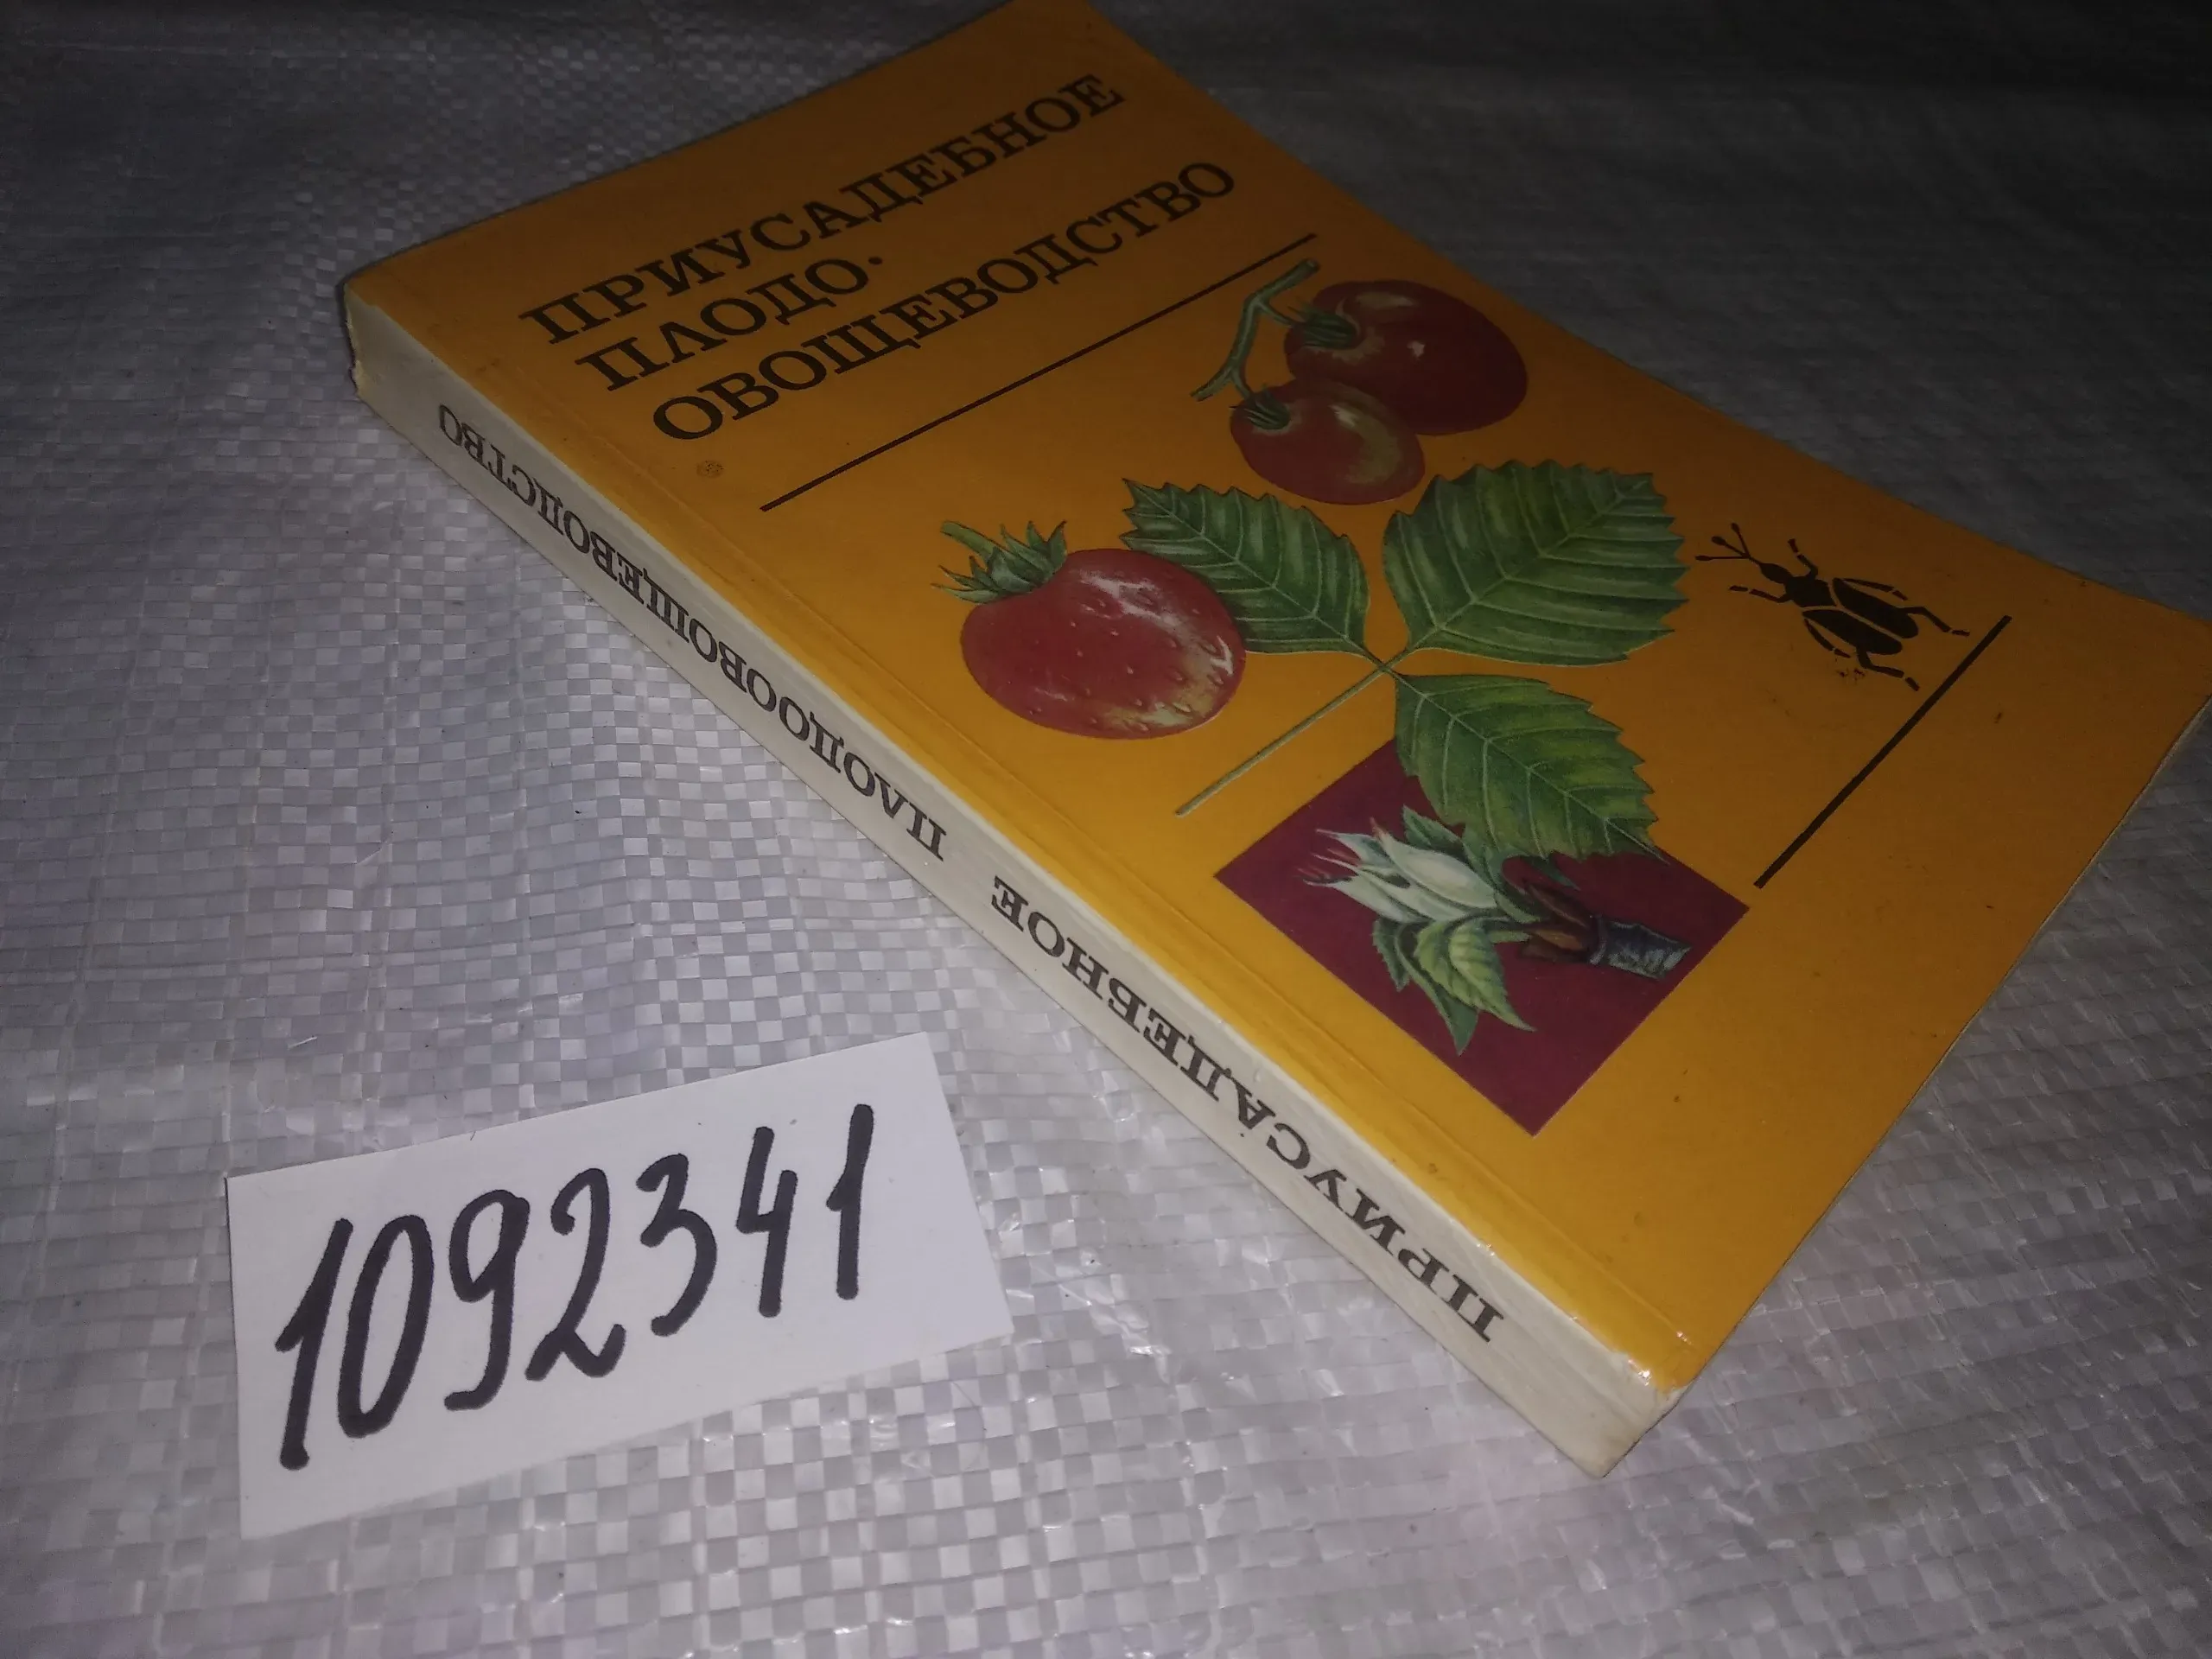 ПРИУСАДЕБНОЕ
ПЛОДО-
ОВОЩЕВОДСТВО
ПРИУСАДЕБНОЕ ПЛОДООВОЩЕВОДСТВО
1092341